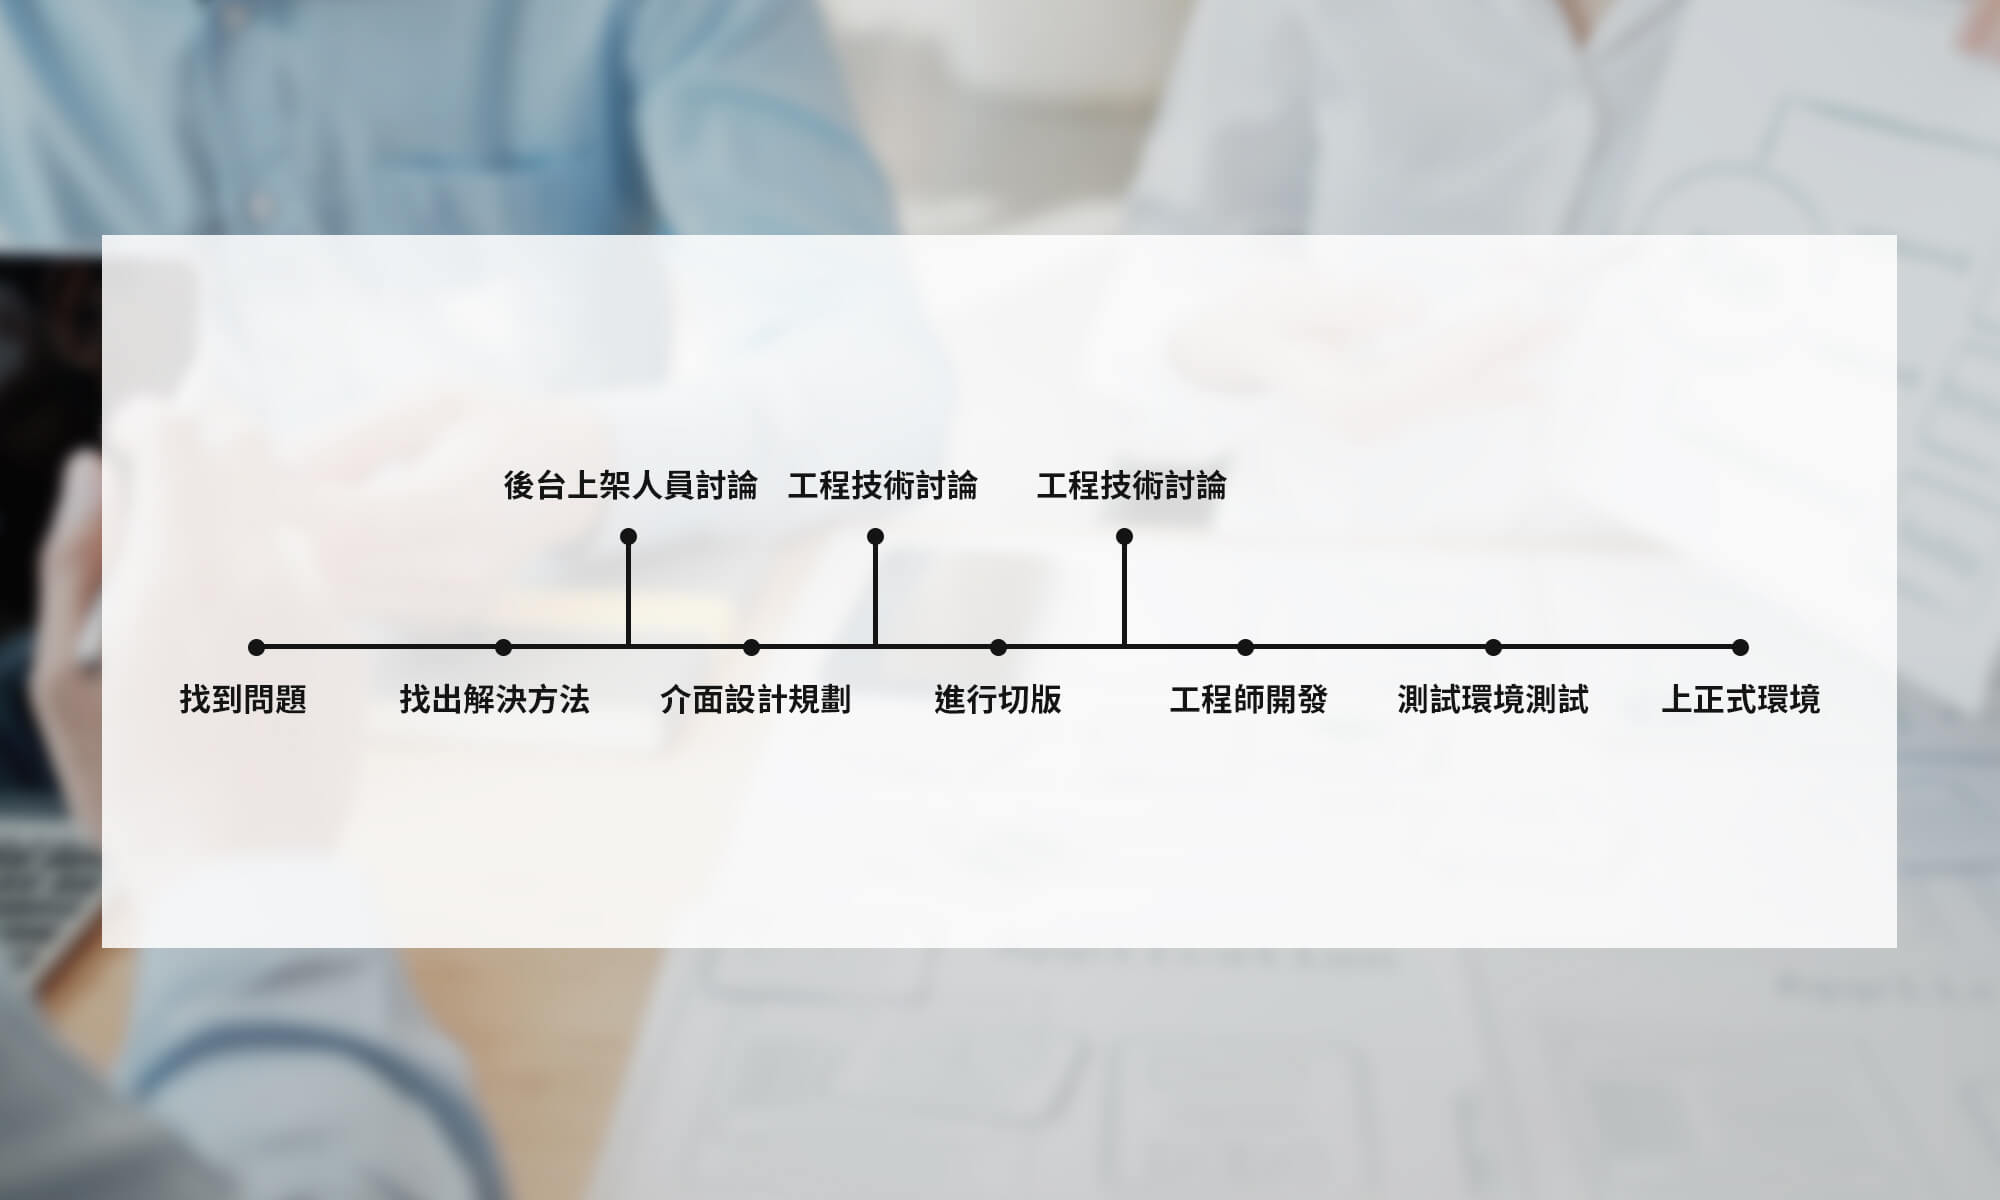 後台上架人員討論 工程技術討論 工程技術討論
找到問題 找出解決方法 介面設計規劃 進行切版 工程師開發 測試環境測試 上正式環境